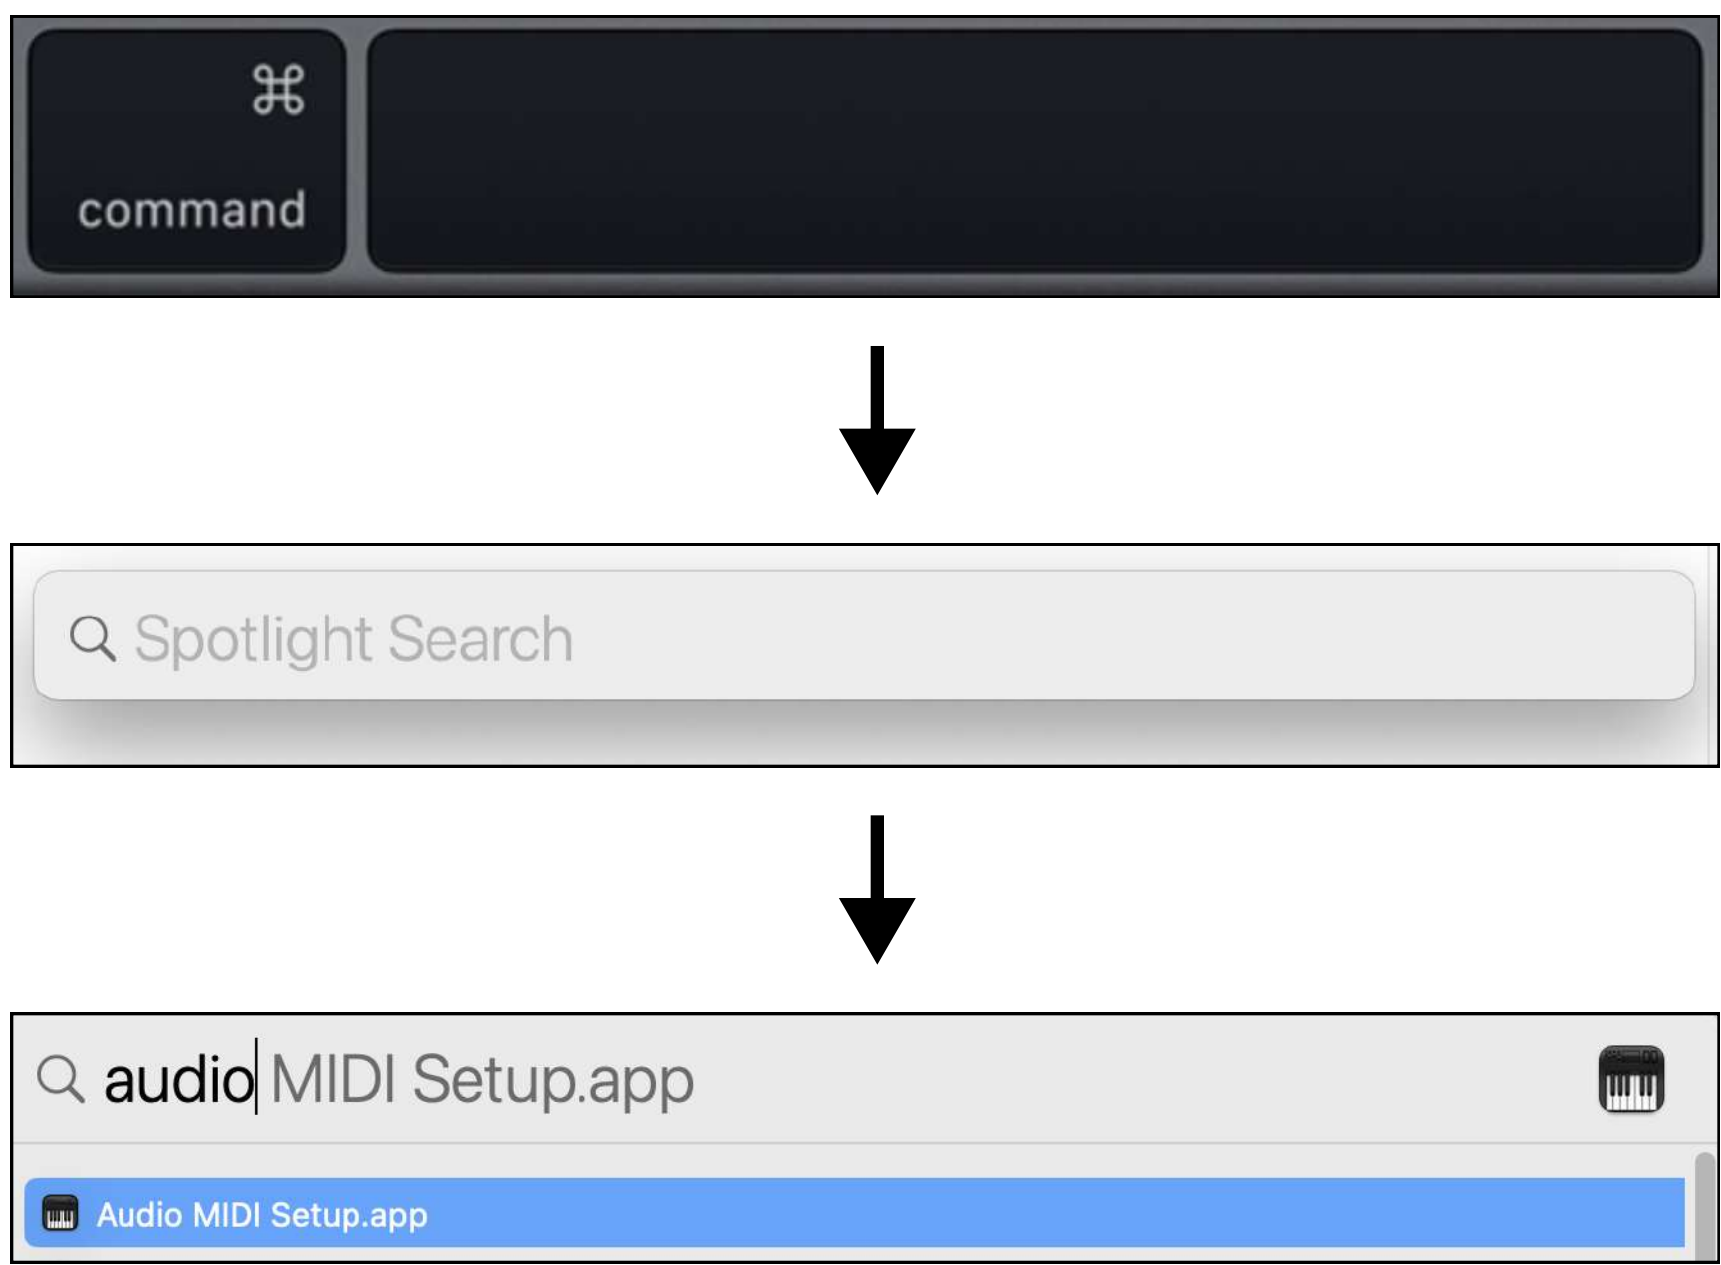 ⌘
command
Spotlight Search
audio MIDI Setup.app
Audio MIDI Setup.app